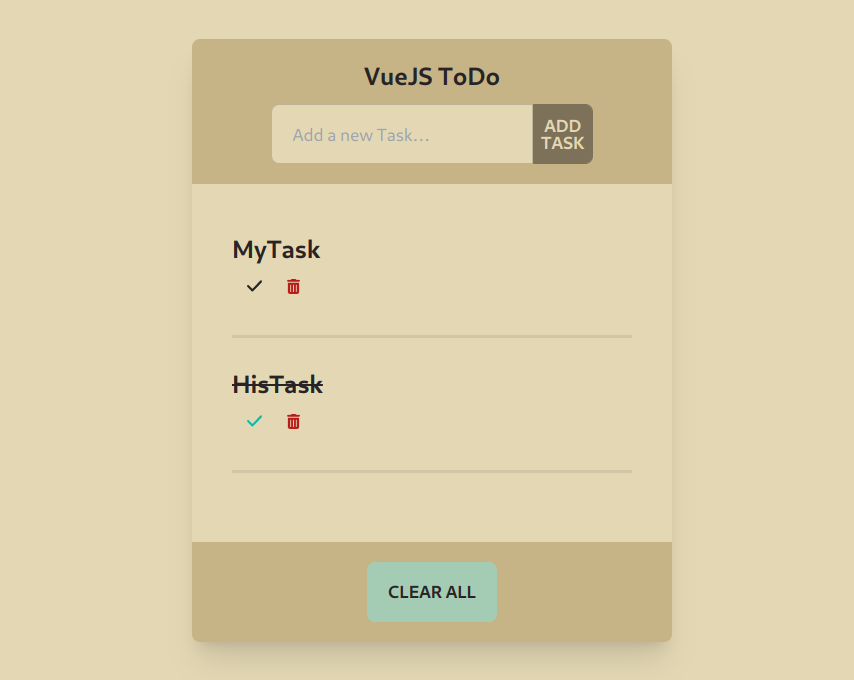 VueJS ToDo
Add a new Task...
ADD
TASK
MyTask
HisTask
CLEAR ALL